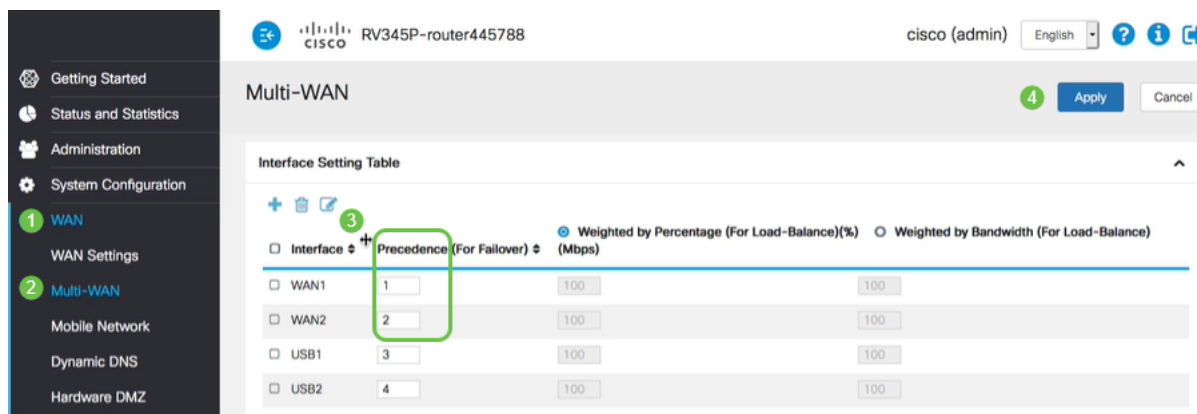 CISCO RV345P-router445788 cisco (admin) English ? i
Getting Started
Status and Statistics
Administration
System Configuration
1 WAN
WAN Settings
2 Multi-WAN
Mobile Network
Dynamic DNS
Hardware DMZ
Multi-WAN 4 Apply Cancel
Interface Setting Table
3
Interface Precedence (For Failover) Weighted by Percentage (For Load-Balance)(%) Weighted by Bandwidth (For Load-Balance)
(Mbps)
WAN1 1 100 100
WAN2 2 100 100
USB1 3 100 100
USB2 4 100 100